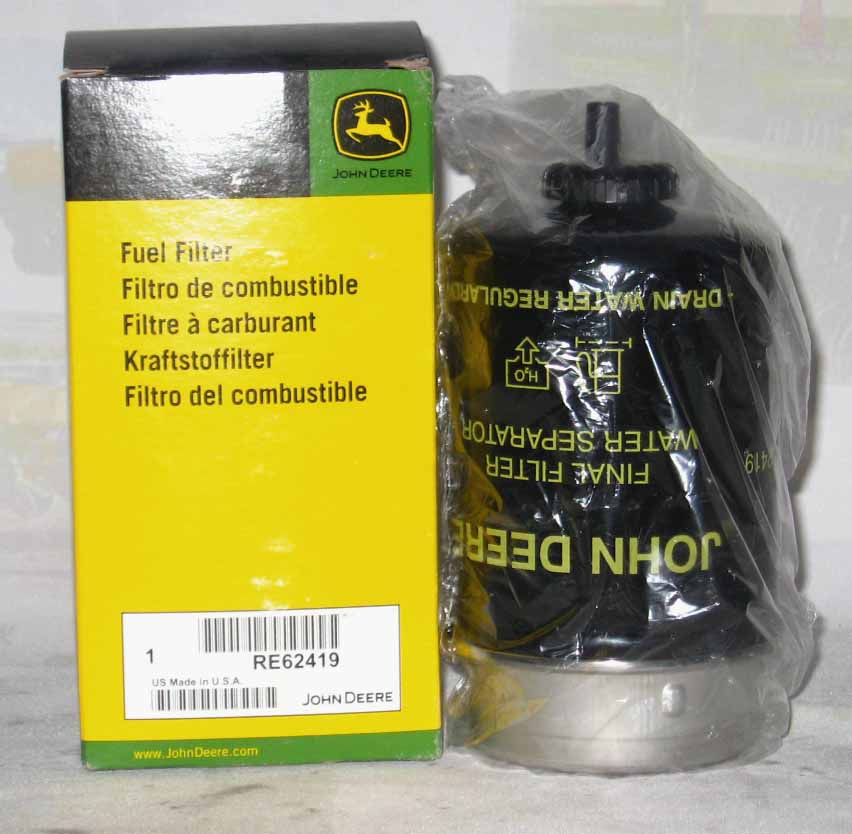 JOHN DEERE
Fuel Filter
Filtro de combustible
Filtre à carburant
Kraftstoffilter
Filtro del combustible
1
RE62419
US Made in U.S.A.
JOHN DEERE
www.JohnDeere.com
JOHN DEERE
FINAL FILTER
WATER SEPARATOR
H₂O
DRAIN WATER